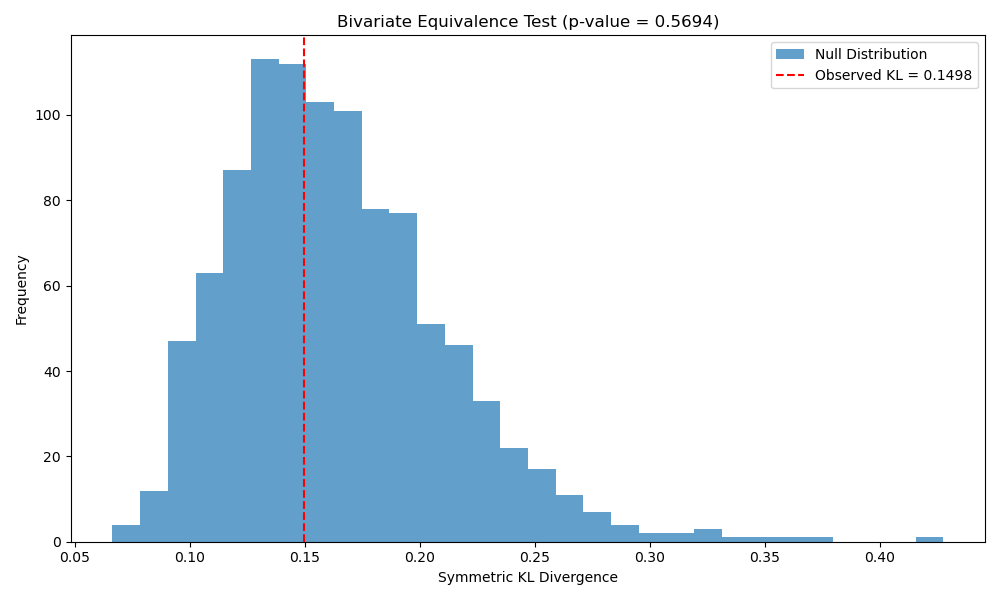 Bivariate Equivalence Test (p-value = 0.5694)
Null Distribution
Observed KL = 0.1498
Frequency
100
80
60
40
20
0
0.05 0.10 0.15 0.20 0.25 0.30 0.35 0.40
Symmetric KL Divergence